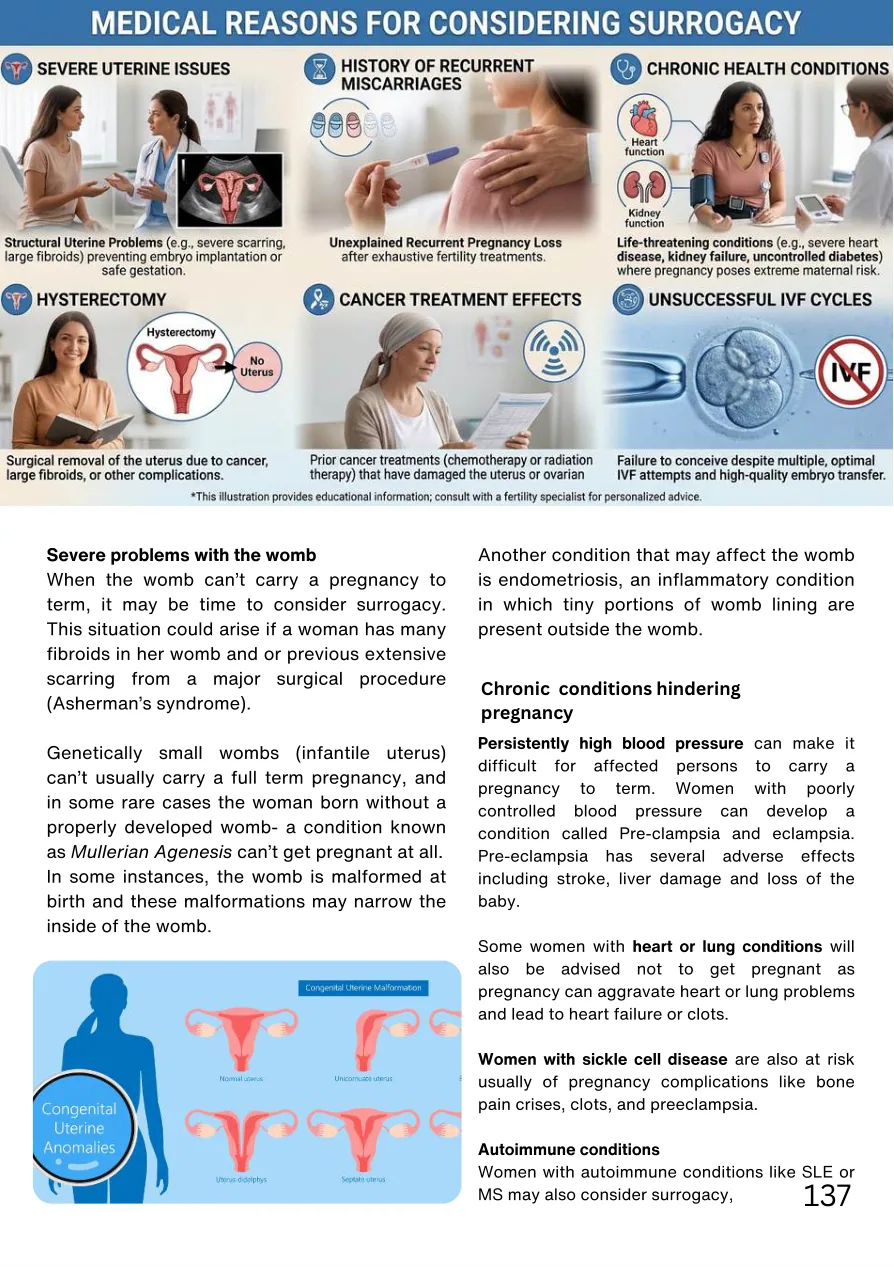 MEDICAL REASONS FOR CONSIDERING SURROGACY
SEVERE UTERINE ISSUES
Structural Uterine Problems (e.g., severe scarring,
large fibroids) preventing embryo implantation or
safe gestation.
HISTORY OF RECURRENT
MISCARRIAGES
Unexplained Recurrent Pregnancy Loss
after exhaustive fertility treatments.
CHRONIC HEALTH CONDITIONS
Heart
function
Kidney
function
Life-threatening conditions (e.g., severe heart
disease, kidney failure, uncontrolled diabetes)
where pregnancy poses extreme maternal risk.
HYSTERECTOMY
Hysterectomy
No
Uterus
Surgical removal of the uterus due to cancer,
large fibroids, or other complications.
CANCER TREATMENT EFFECTS
Prior cancer treatments (chemotherapy or radiation
therapy) that have damaged the uterus or ovarian
UNSUCCESSFUL IVF CYCLES
IVF
Failure to conceive despite multiple, optimal
IVF attempts and high-quality embryo transfer.
*This illustration provides educational information; consult with a fertility specialist for personalized advice.
Severe problems with the womb
When the womb can't carry a pregnancy to
term, it may be time to consider surrogacy.
This situation could arise if a woman has many
fibroids in her womb and or previous extensive
scarring from a major surgical procedure
(Asherman's syndrome).
Genetically small wombs (infantile uterus)
can't usually carry a full term pregnancy, and
in some rare cases the woman born without a
properly developed womb- a condition known
as Mullerian Agenesis can't get pregnant at all.
In some instances, the womb is malformed at
birth and these malformations may narrow the
inside of the womb.
Congenital Uterine Malformation
Normal uterus
Unicornuate uterus
Congenital
Uterine
Anomalies
Uterus didelphys
Septate uterus
Another condition that may affect the womb
is endometriosis, an inflammatory condition
in which tiny portions of womb lining are
present outside the womb.
Chronic conditions hindering
pregnancy
Persistently high blood pressure can make it
difficult for affected persons to carry a
pregnancy to term. Women with poorly
controlled blood pressure can develop a
condition called Pre-clampsia and eclampsia.
Pre-eclampsia has several adverse effects
including stroke, liver damage and loss of the
baby.
Some women with heart or lung conditions will
also be advised not to get pregnant as
pregnancy can aggravate heart or lung problems
and lead to heart failure or clots.
Women with sickle cell disease are also at risk
usually of pregnancy complications like bone
pain crises, clots, and preeclampsia.
Autoimmune conditions
Women with autoimmune conditions like SLE or
MS may also consider surrogacy,
137